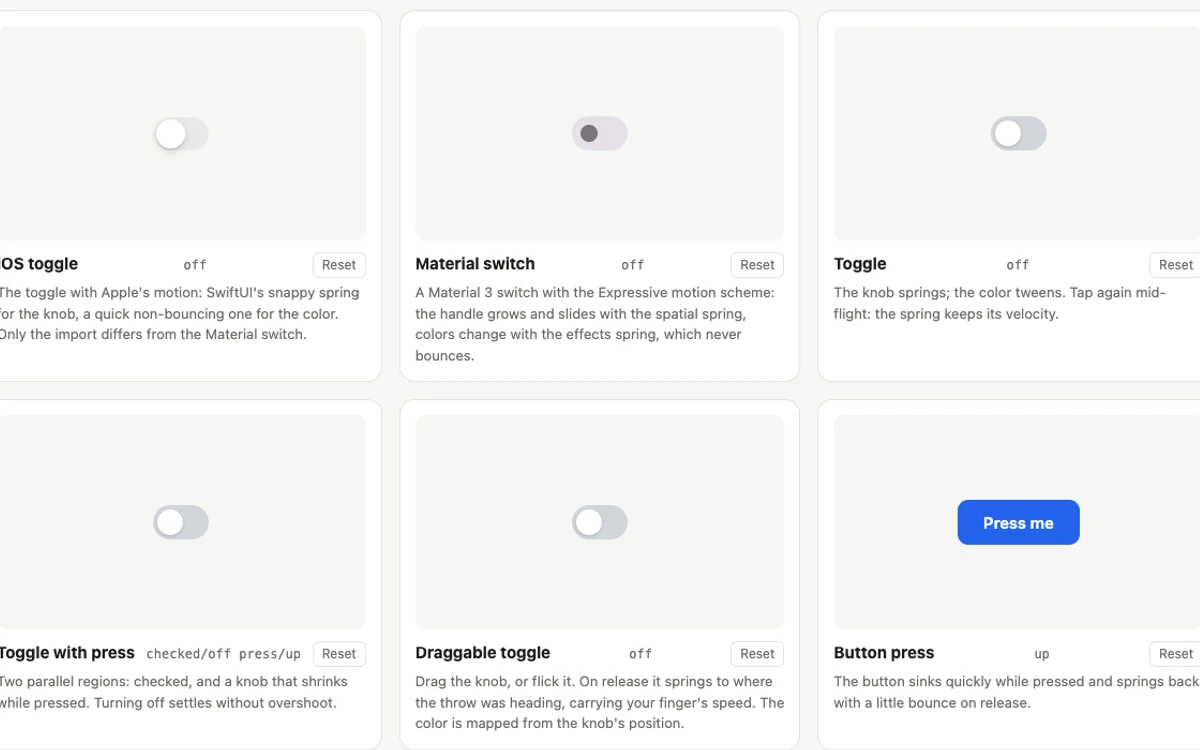 iOS toggle off Reset
The toggle with Apple's motion: SwiftUI's snappy spring
for the knob, a quick non-bouncing one for the color.
Only the import differs from the Material switch.
Material switch off Reset
A Material 3 switch with the Expressive motion scheme:
the handle grows and slides with the spatial spring,
colors change with the effects spring, which never
bounces.
Toggle off Reset
The knob springs; the color tweens. Tap again mid-
flight: the spring keeps its velocity.
Toggle with press checked/off press/up Reset
Two parallel regions: checked, and a knob that shrinks
while pressed. Turning off settles without overshoot.
Draggable toggle off Reset
Drag the knob, or flick it. On release it springs to where
the throw was heading, carrying your finger's speed. The
color is mapped from the knob's position.
Press me
Button press up Reset
The button sinks quickly while pressed and springs back
with a little bounce on release.